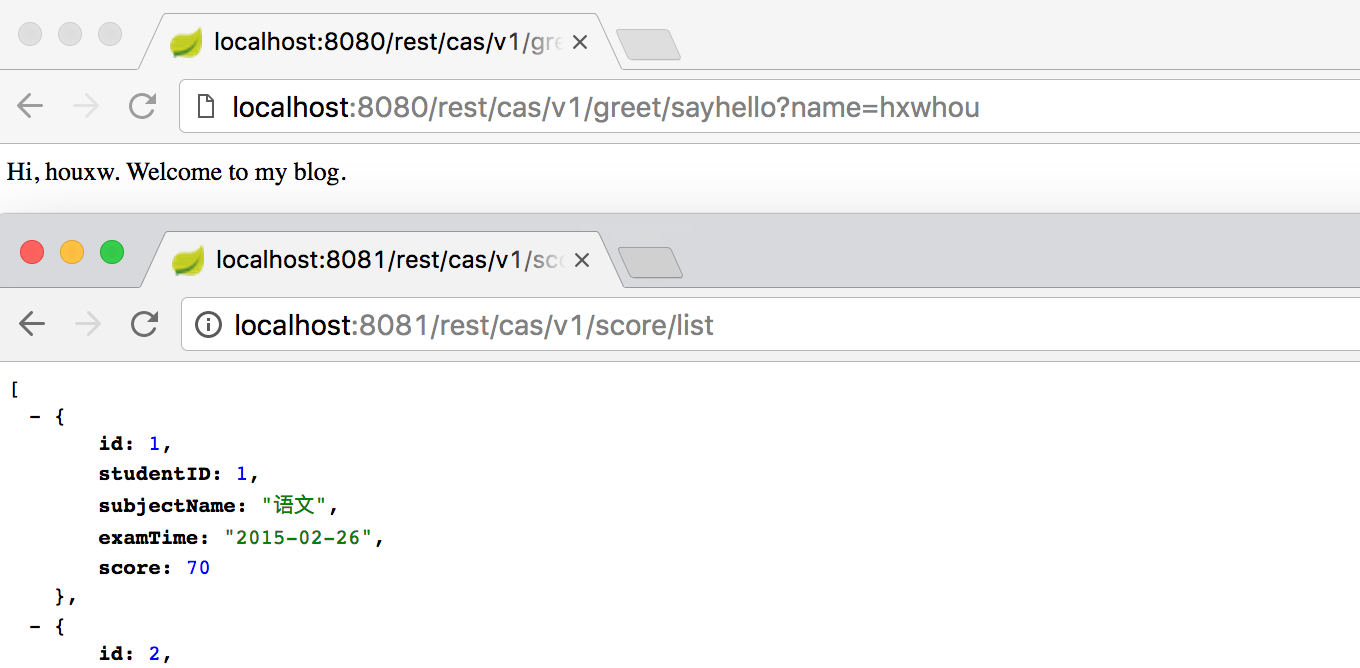 localhost:8080/rest/cas/v1/gre
localhost:8080/rest/cas/v1/greet/sayhello?name=hxwhou
Hi, houxw. Welcome to my blog.
localhost:8081/rest/cas/v1/sco
localhost:8081/rest/cas/v1/score/list
[
- {
id: 1,
studentID: 1,
subjectName: "语文",
examTime: "2015-02-26",
score: 70
},
- {
id: 2,